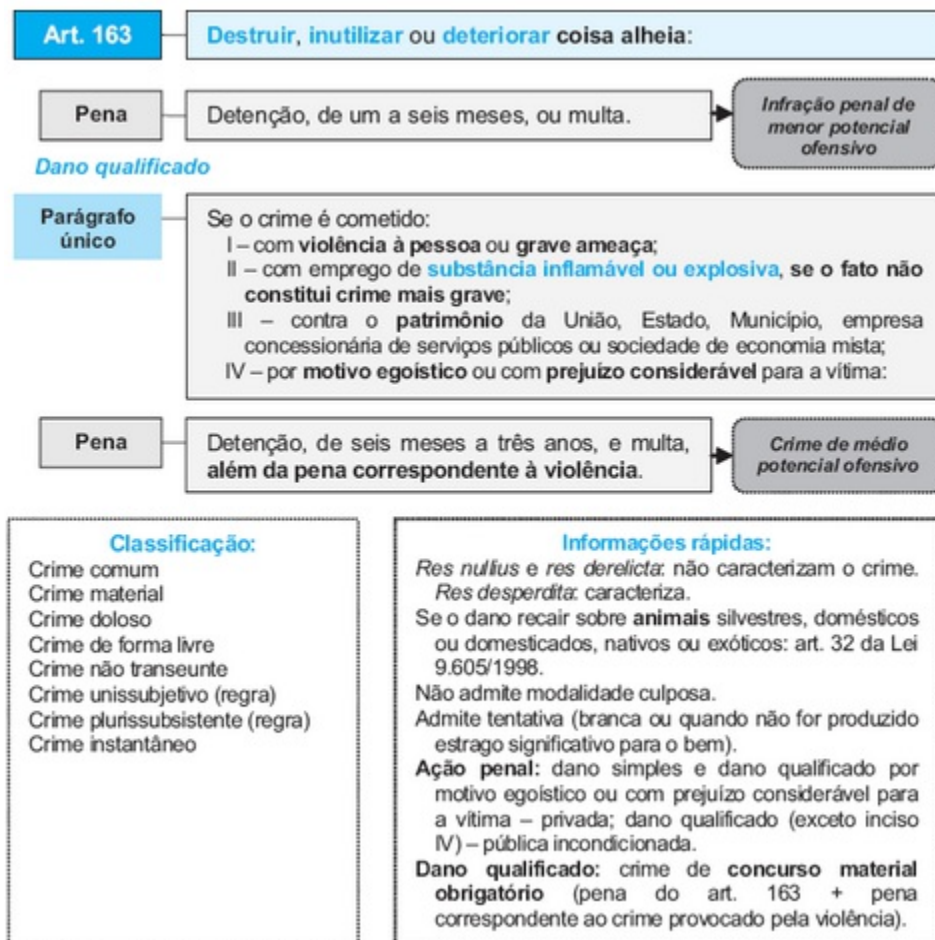 Art. 163
Destruir, inutilizar ou deteriorar coisa alheia:
Pena
Detenção, de um a seis meses, ou multa.
Infração penal de
menor potencial
ofensivo
Dano qualificado
Parágrafo
único
Se o crime é cometido:
I – com violência à pessoa ou grave ameaça;
II – com emprego de substância inflamável ou explosiva, se o fato não
constitui crime mais grave;
III – contra o patrimônio da União, Estado, Município, empresa
concessionária de serviços públicos ou sociedade de economia mista;
IV – por motivo egoístico ou com prejuízo considerável para a vítima:
Pena
Detenção, de seis meses a três anos, e multa,
além da pena correspondente à violência.
Crime de médio
potencial ofensivo
Classificação:
Crime comum
Crime material
Crime doloso
Crime de forma livre
Crime não transeunte
Crime unissubjetivo (regra)
Crime plurissubsistente (regra)
Crime instantâneo
Informações rápidas:
Res nullius e res derelicta: não caracterizam o crime.
Res desperdita: caracteriza.
Se o dano recair sobre animais silvestres, domésticos
ou domesticados, nativos ou exóticos: art. 32 da Lei
9.605/1998.
Não admite modalidade culposa.
Admite tentativa (branca ou quando não for produzido
estrago significativo para o bem).
Ação penal: dano simples e dano qualificado por
motivo egoístico ou com prejuízo considerável para
a vítima – privada; dano qualificado (exceto inciso
IV) – pública incondicionada.
Dano qualificado: crime de concurso material
obrigatório (pena do art. 163 + pena
correspondente ao crime provocado pela violência).